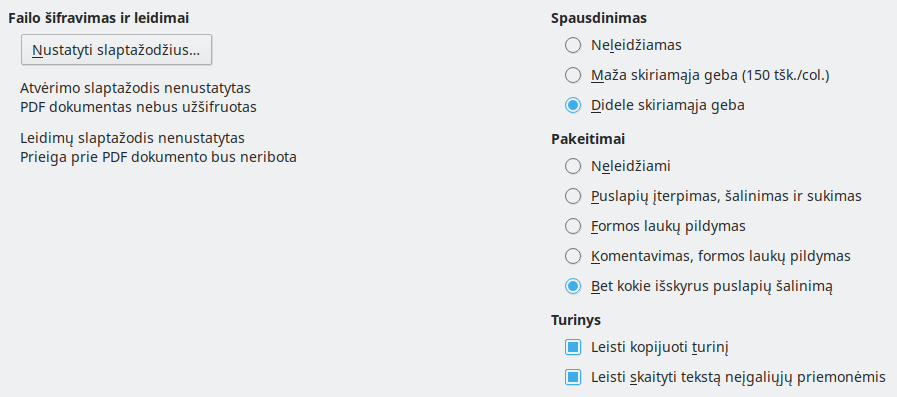 Failo šifravimas ir leidimai
Nustatyti slaptažodžius...
Atvėrimo slaptažodis nenustatytas
PDF dokumentas nebus užšifruotas
Leidimų slaptažodis nenustatytas
Prieiga prie PDF dokumento bus neribota
Spausdinimas
Neleidžiamas
Maža skiriamąja geba (150 tšk./col.)
Didele skiriamąja geba
Pakeitimai
Neleidžiami
Puslapių įterpimas, šalinimas ir sukimas
Formos laukų pildymas
Komentavimas, formos laukų pildymas
Bet kokie išskyrus puslapių šalinimą
Turinys
Leisti kopijuoti turinį
Leisti skaityti tekstą neįgaliųjų priemonėmis